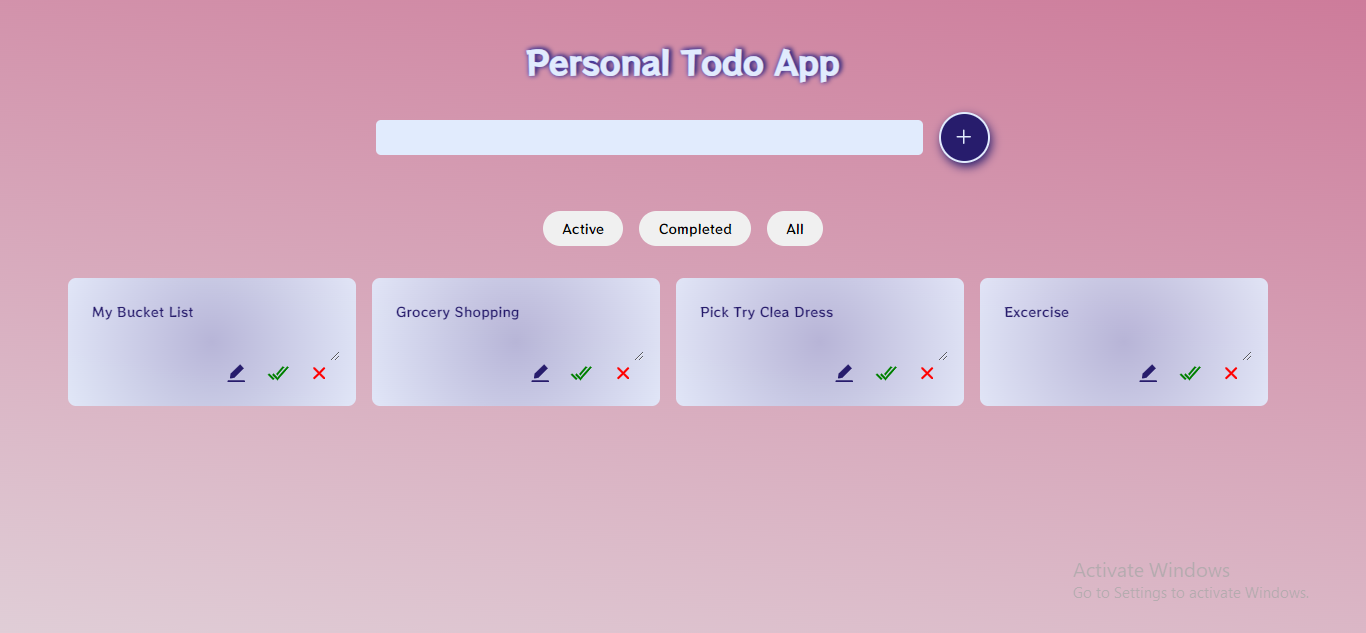 Personal Todo App
Active
Completed
All
My Bucket List
Grocery Shopping
Pick Try Clea Dress
Excercise
Activate Windows
Go to Settings to activate Windows.